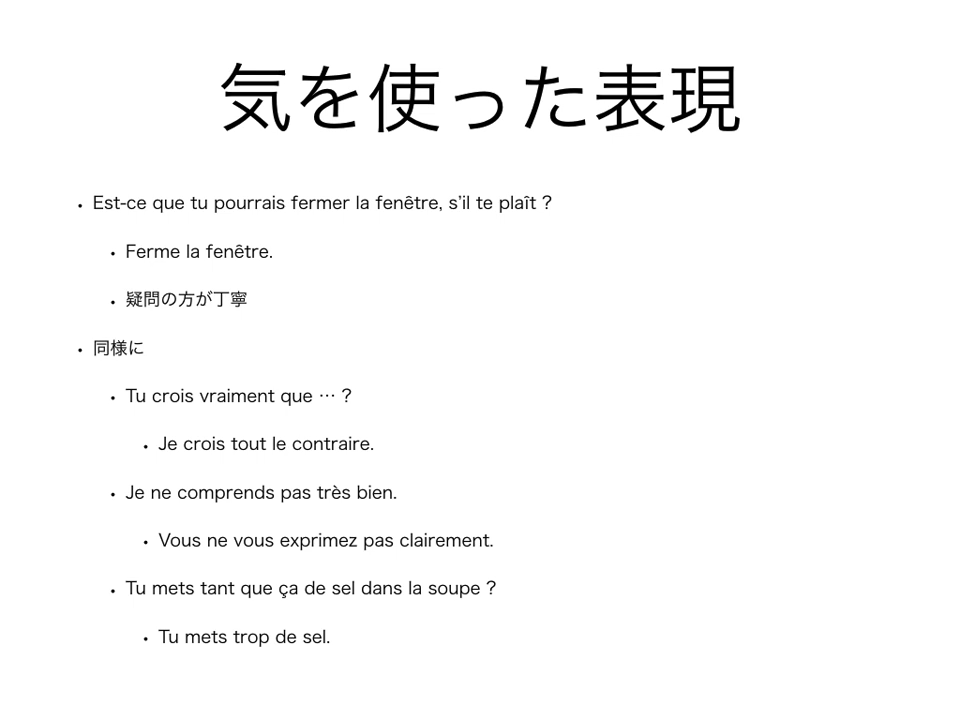 気を使った表現
• Est-ce que tu pourrais fermer la fenêtre, s'il te plaît ?
• Ferme la fenêtre.
• 疑問の方が丁寧
• 同様に
• Tu crois vraiment que … ?
• Je crois tout le contraire.
• Je ne comprends pas très bien.
• Vous ne vous exprimez pas clairement.
• Tu mets tant que ça de sel dans la soupe ?
• Tu mets trop de sel.